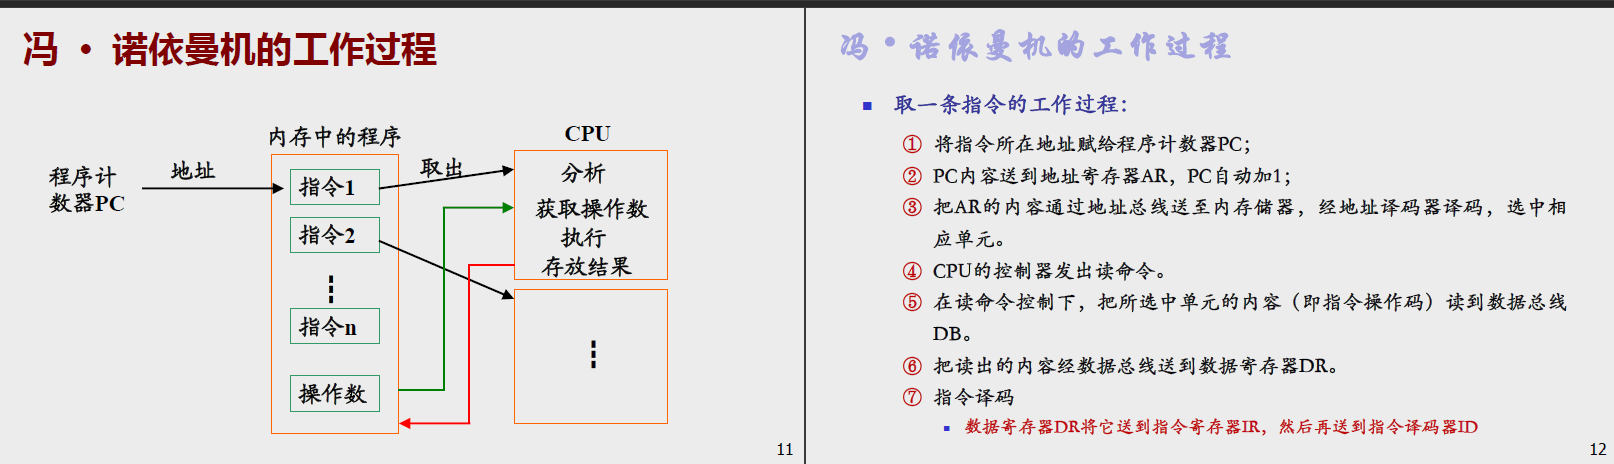 冯 · 诺依曼机的工作过程
内存中的程序
CPU
程序计
数器PC
地址
取出
指令1
指令2
指令n
操作数
分析
获取操作数
执行
存放结果
11
冯·诺依曼机的工作过程
■ 取一条指令的工作过程：
① 将指令所在地址赋给程序计数器PC；
② PC内容送到地址寄存器AR，PC自动加1；
③ 把AR的内容通过地址总线送至内存储器，经地址译码器译码，选中相
应单元。
④ CPU的控制器发出读命令。
⑤ 在读命令控制下，把所选中单元的内容（即指令操作码）读到数据总线
DB。
⑥ 把读出的内容经数据总线送到数据寄存器DR。
⑦ 指令译码
■ 数据寄存器DR将它送到指令寄存器IR，然后再送到指令译码器ID
12